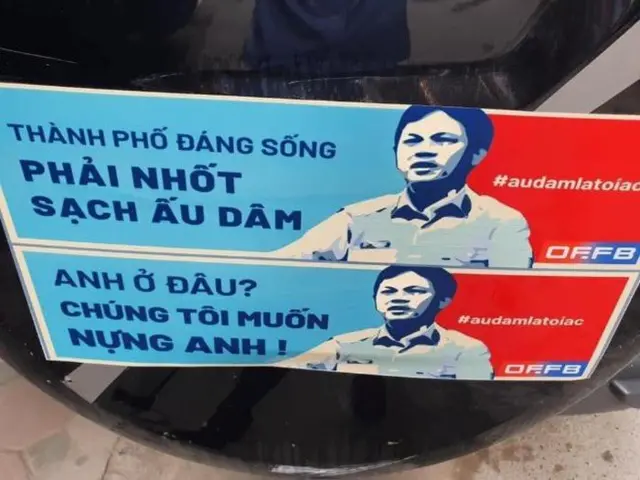 THÀNH PHỐ ĐÁNG SỐNG
PHẢI NHỐT
SẠCH ẤU DÂM
#audamlatoiac
OFFB
ANH Ở ĐÂU?
CHÚNG TÔI MUỐN
NỰNG ANH !
#audamlatoiac
OFFB